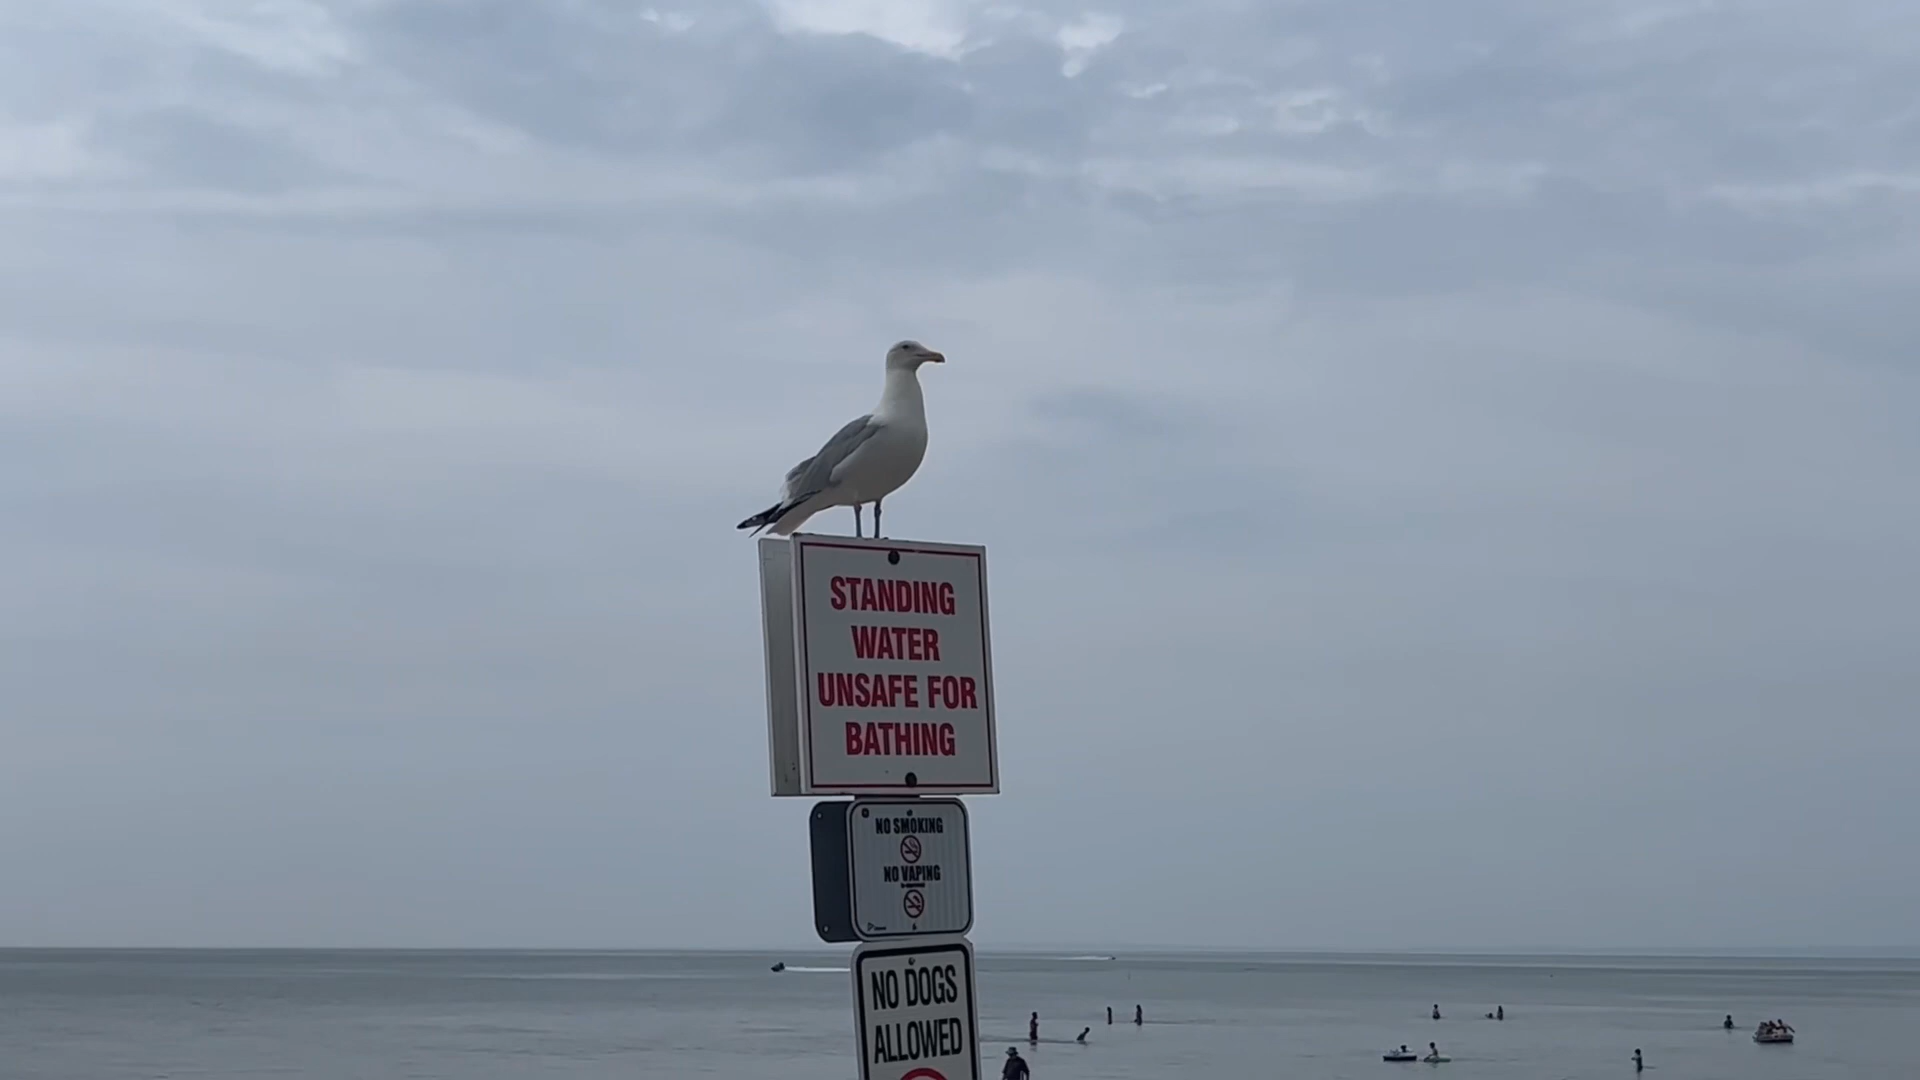 STANDING
WATER
UNSAFE FOR
BATHING
NO SMOKING
NO VAPING
NO DOGS
ALLOWED